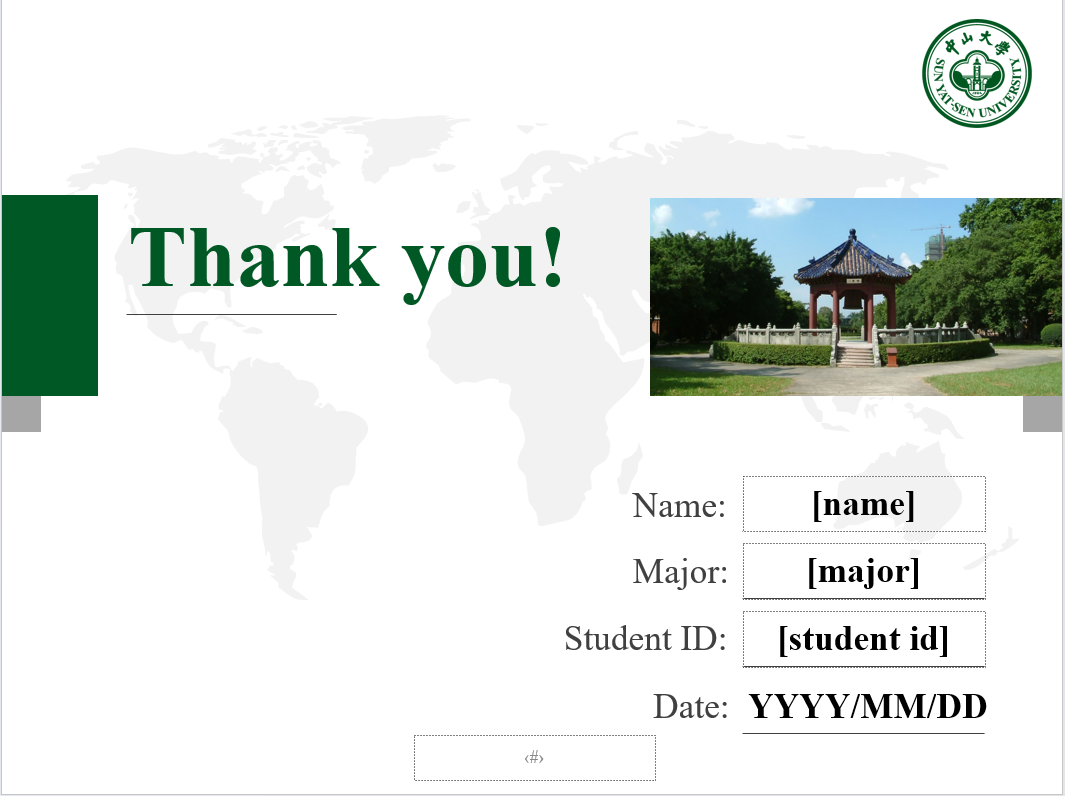 中山大学
SUN YAT-SEN UNIVERSITY
Thank you!
Name: [name]
Major: [major]
Student ID: [student id]
Date: YYYY/MM/DD
‹#›